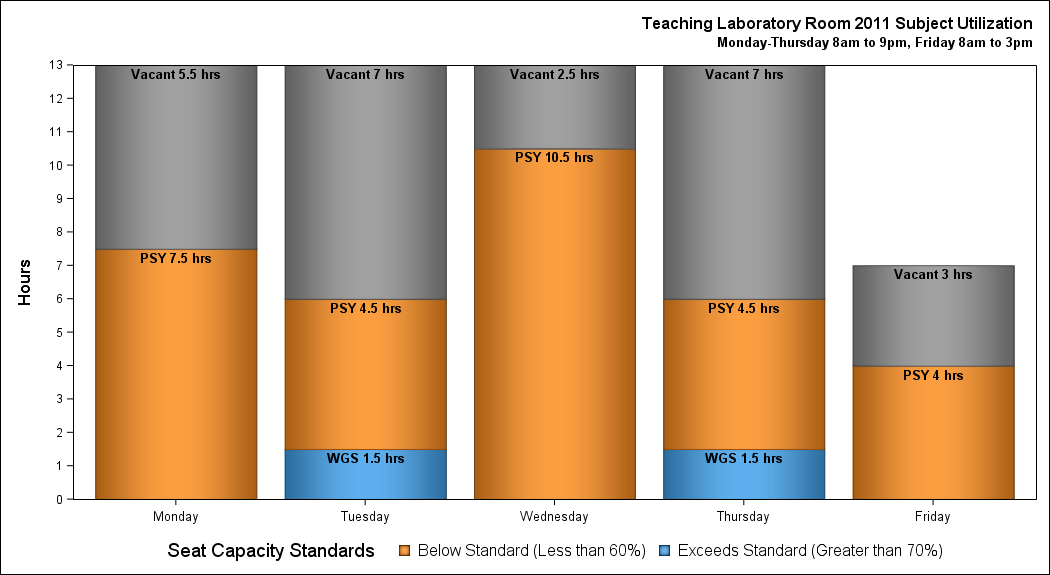 Teaching Laboratory Room 2011 Subject Utilization
Monday-Thursday 8am to 9pm, Friday 8am to 3pm
Hours
13
12
11
10
9
8
7
6
5
4
3
2
1
0
Vacant 5.5 hrs
PSY 7.5 hrs
Vacant 7 hrs
PSY 4.5 hrs
WGS 1.5 hrs
Vacant 2.5 hrs
PSY 10.5 hrs
Vacant 7 hrs
PSY 4.5 hrs
WGS 1.5 hrs
Vacant 3 hrs
PSY 4 hrs
Monday Tuesday Wednesday Thursday Friday
Seat Capacity Standards Below Standard (Less than 60%) Exceeds Standard (Greater than 70%)